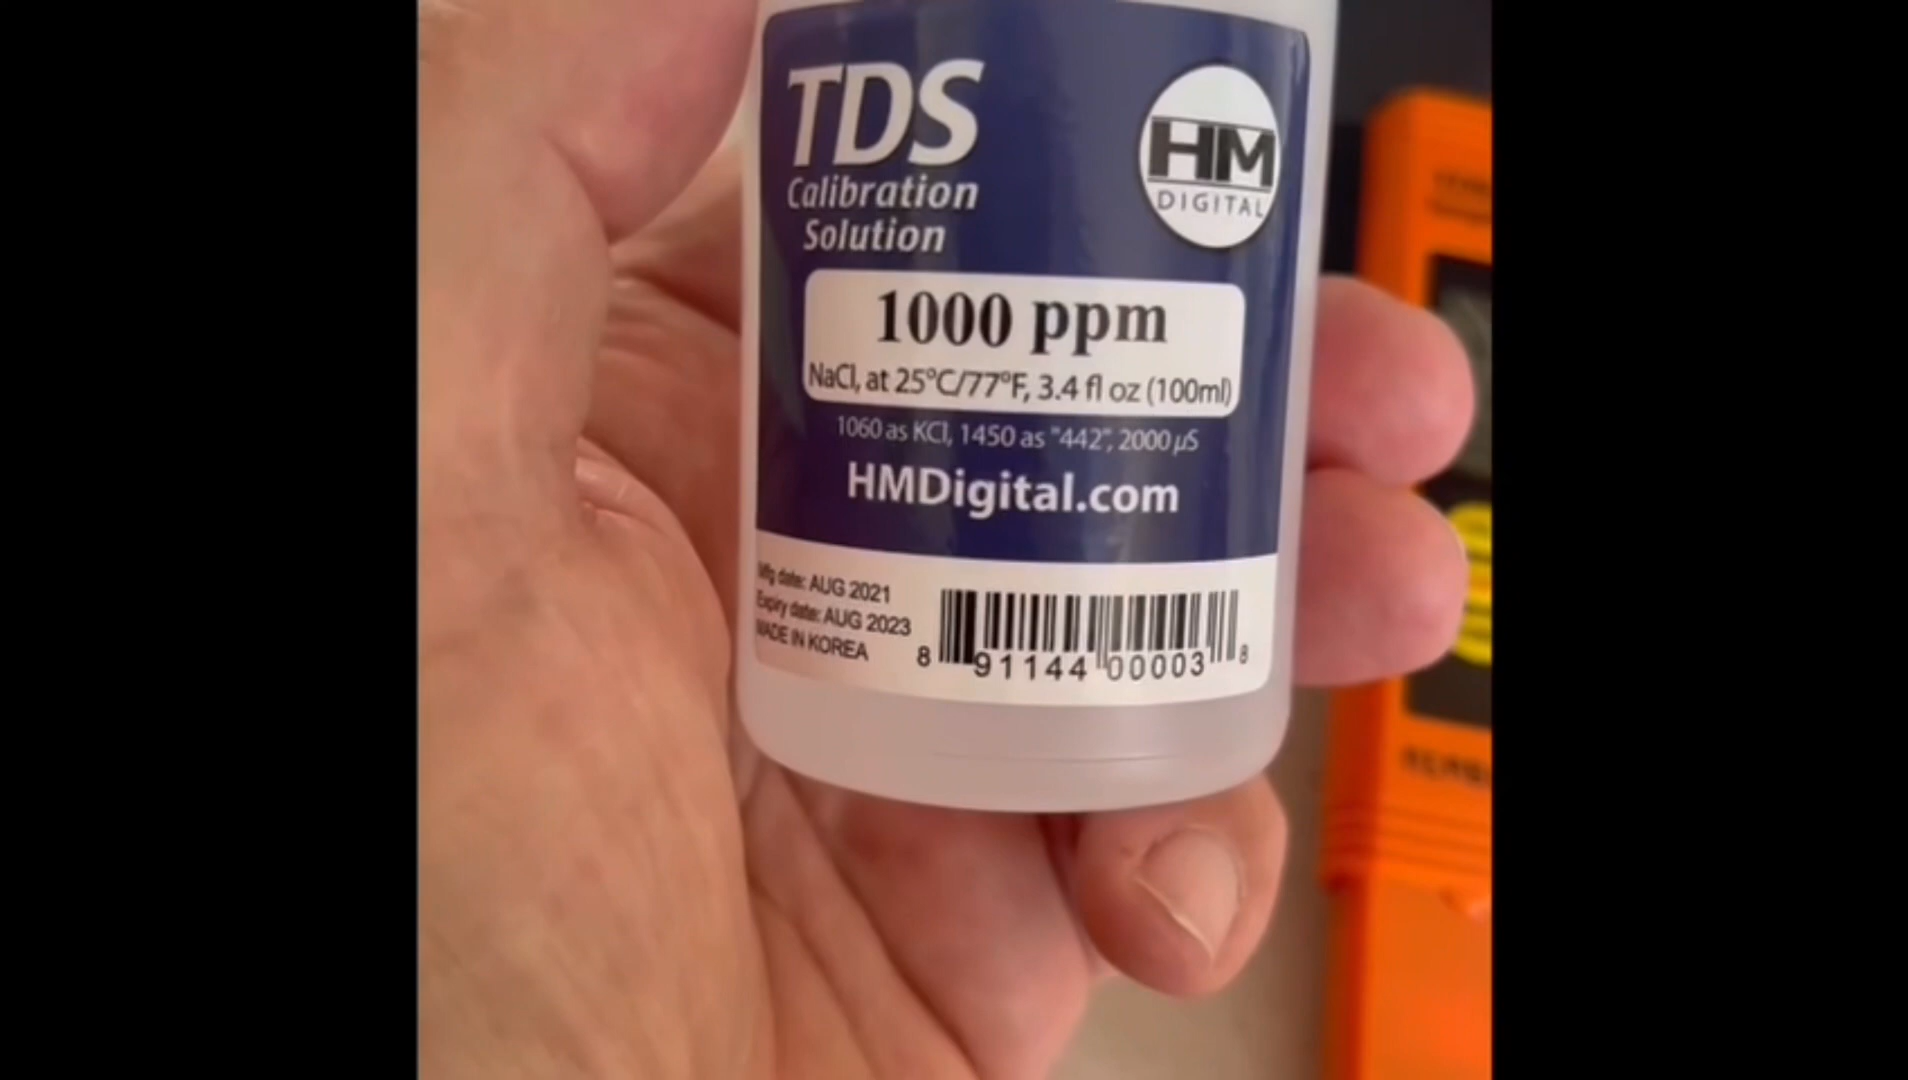 TDS
Calibration
Solution
HM
DIGITAL
1000 ppm
NaCl, at 25°C/77°F, 3.4 fl oz (100ml)
1060 as KCl, 1450 as "442", 2000 µS
HMDigital.com
Mfg date: AUG 2021
Expiry date: AUG 2023
MADE IN KOREA
8 91144 00003 8